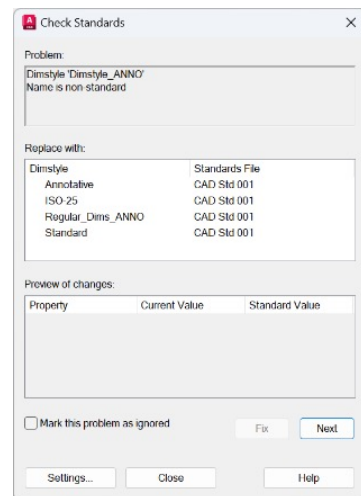 Check Standards
Problem:
Dimstyle 'Dimstyle_ANNO'
Name is non-standard
Replace with:
Dimstyle Standards File
Annotative CAD Std 001
ISO-25 CAD Std 001
Regular_Dims_ANNO CAD Std 001
Standard CAD Std 001
Preview of changes:
Property Current Value Standard Value
Mark this problem as ignored Fix Next
Settings... Close Help